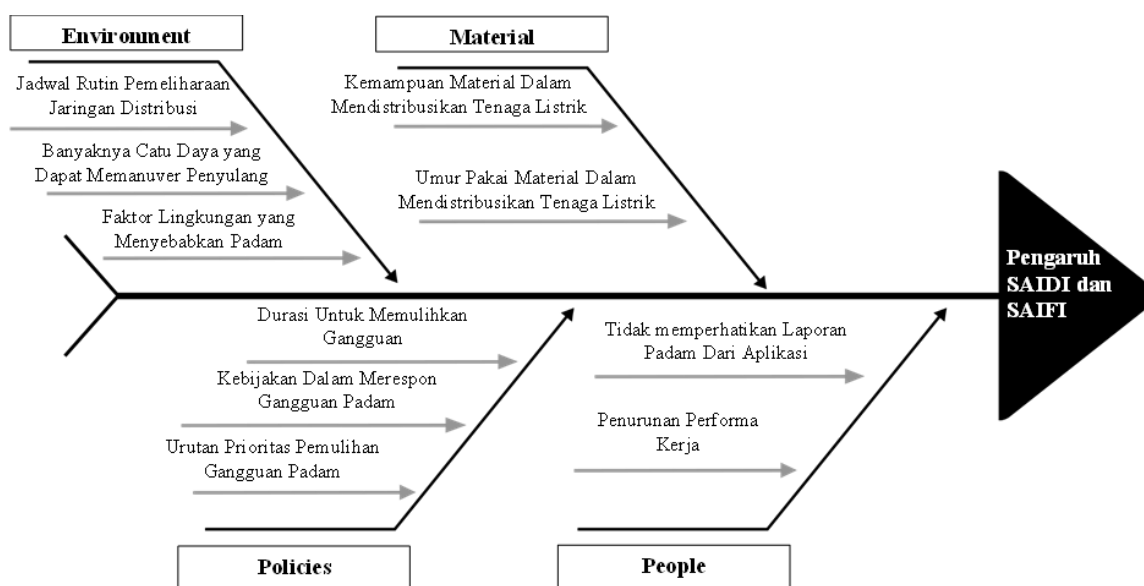 Environment
Jadwal Rutin Pemeliharaan
Jaringan Distribusi
Banyaknya Catu Daya yang
Dapat Memanuver Penyulang
Faktor Lingkungan yang
Menyebabkan Padam
Material
Kemampuan Material Dalam
Mendistribusikan Tenaga Listrik
Umur Pakai Material Dalam
Mendistribusikan Tenaga Listrik
Pengaruh
SAIDI dan
SAIFI
Durasi Untuk Memulihkan
Gangguan
Kebijakan Dalam Merespon
Gangguan Padam
Urutan Prioritas Pemulihan
Gangguan Padam
Policies
Tidak memperhatikan Laporan
Padam Dari Aplikasi
Penurunan Performa
Kerja
People